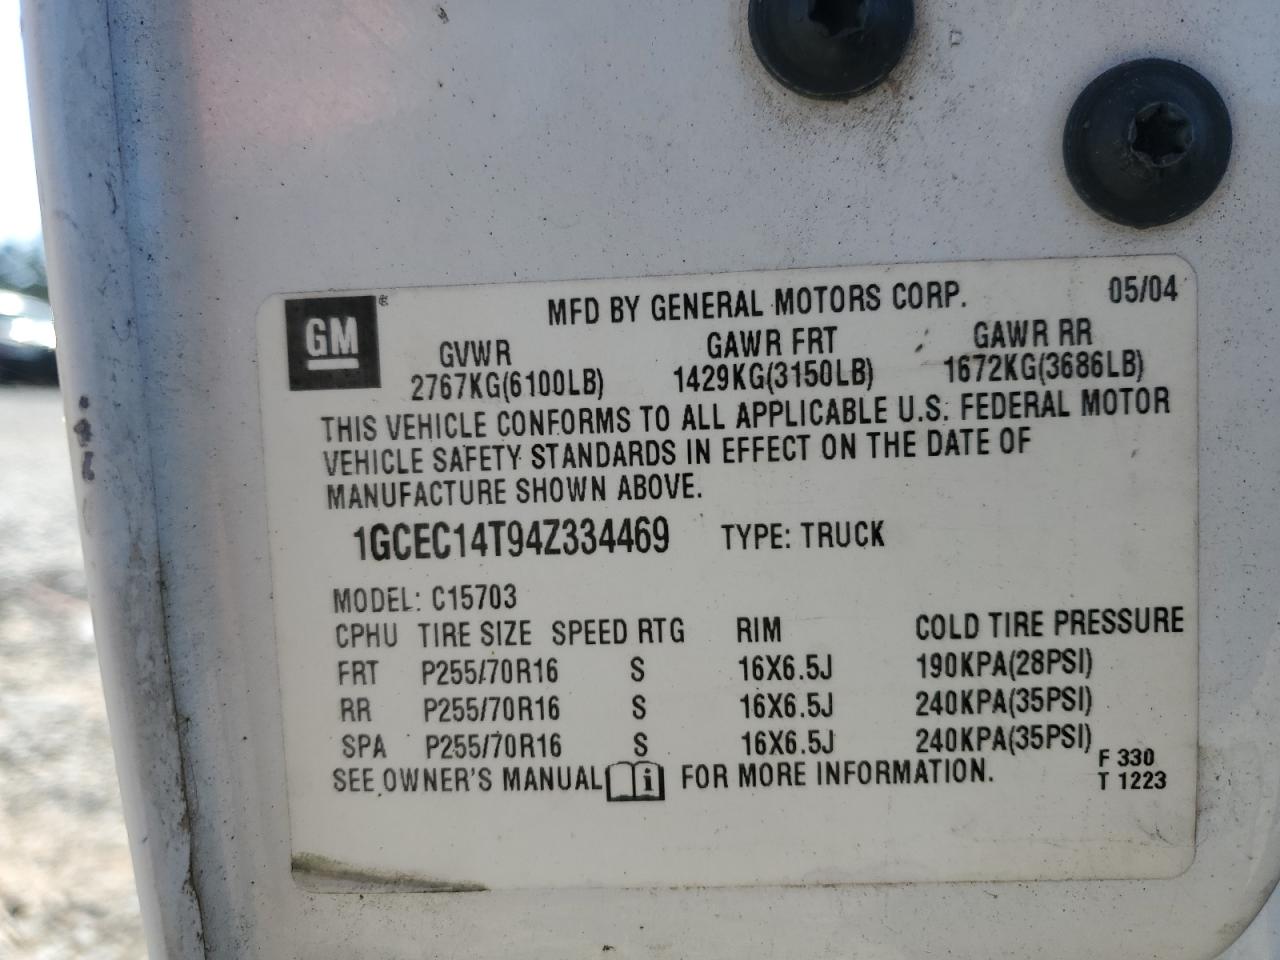 GM
MFD BY GENERAL MOTORS CORP. 05/04
GVWR GAWR FRT GAWR RR
2767KG(6100LB) 1429KG(3150LB) 1672KG(3686LB)
THIS VEHICLE CONFORMS TO ALL APPLICABLE U.S. FEDERAL MOTOR
VEHICLE SAFETY STANDARDS IN EFFECT ON THE DATE OF
MANUFACTURE SHOWN ABOVE.
1GCEC14T94Z334469 TYPE: TRUCK
MODEL: C15703
CPHU TIRE SIZE SPEED RTG RIM COLD TIRE PRESSURE
FRT P255/70R16 S 16X6.5J 190KPA(28PSI)
RR P255/70R16 S 16X6.5J 240KPA(35PSI)
SPA P255/70R16 S 16X6.5J 240KPA(35PSI)
SEE OWNER'S MANUAL FOR MORE INFORMATION.
F 330
T 1223